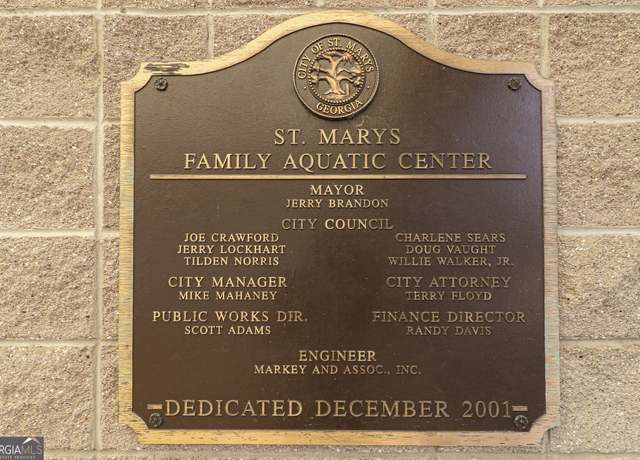 CITY OF ST. MARYS
GEORGIA
ST. MARYS
FAMILY AQUATIC CENTER
MAYOR
JERRY BRANDON
CITY COUNCIL
JOE CRAWFORD
JERRY LOCKHART
TILDEN NORRIS
CHARLENE SEARS
DOUG VAUGHT
WILLIE WALKER, JR.
CITY MANAGER
MIKE MAHANEY
CITY ATTORNEY
TERRY FLOYD
PUBLIC WORKS DIR.
SCOTT ADAMS
FINANCE DIRECTOR
RANDY DAVIS
ENGINEER
MARKEY AND ASSOC., INC.
DEDICATED DECEMBER 2001